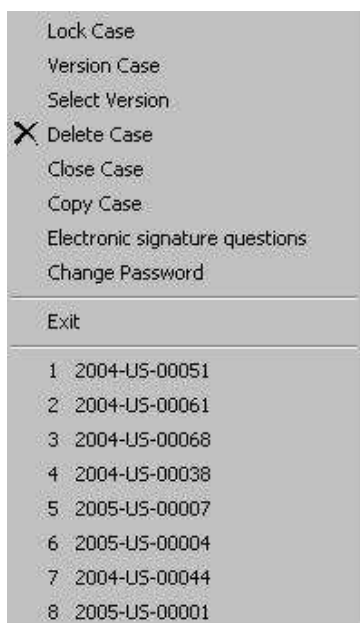 Lock Case
Version Case
Select Version
Delete Case
Close Case
Copy Case
Electronic signature questions
Change Password
Exit
1 2004-US-00051
2 2004-US-00061
3 2004-US-00068
4 2004-US-00038
5 2005-US-00007
6 2005-US-00004
7 2004-US-00044
8 2005-US-00001